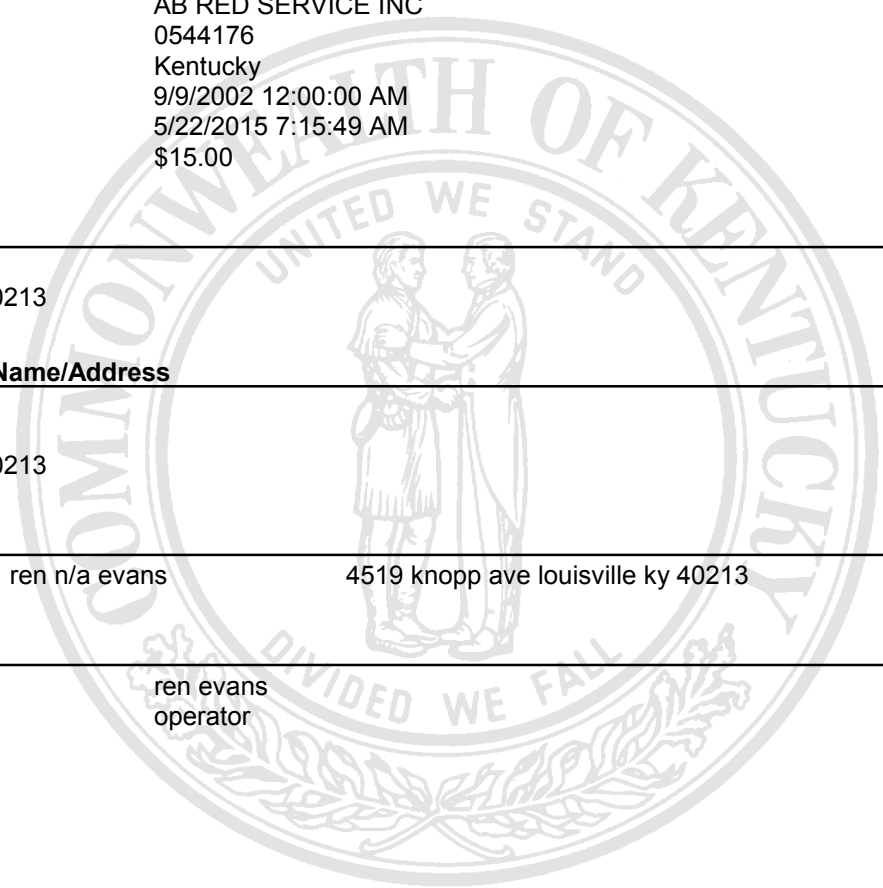 AB RED SERVICE INC
0544176
Kentucky
9/9/2002 12:00:00 AM
5/22/2015 7:15:49 AM
$15.00
COMMONWEALTH OF KENTUCKY
UNITED WE STAND
0213
Name/Address
0213
ren n/a evans 4519 knopp ave louisville ky 40213
DIVIDED WE FALL
ren evans
operator